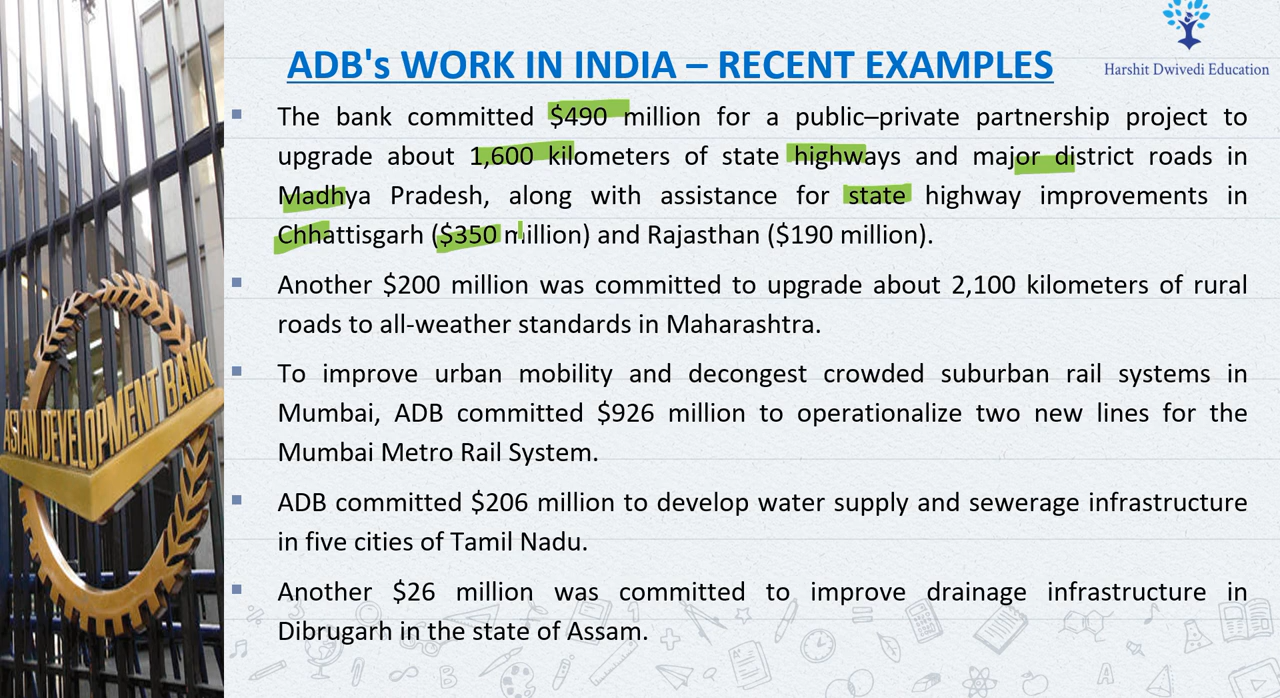 ADB's WORK IN INDIA – RECENT EXAMPLES
Harshit Dwivedi Education
The bank committed $490 million for a public–private partnership project to
upgrade about 1,600 kilometers of state highways and major district roads in
Madhya Pradesh, along with assistance for state highway improvements in
Chhattisgarh ($350 million) and Rajasthan ($190 million).
Another $200 million was committed to upgrade about 2,100 kilometers of rural
roads to all-weather standards in Maharashtra.
To improve urban mobility and decongest crowded suburban rail systems in
Mumbai, ADB committed $926 million to operationalize two new lines for the
Mumbai Metro Rail System.
ADB committed $206 million to develop water supply and sewerage infrastructure
in five cities of Tamil Nadu.
Another $26 million was committed to improve drainage infrastructure in
Dibrugarh in the state of Assam.
ASIAN DEVELOPMENT BANK